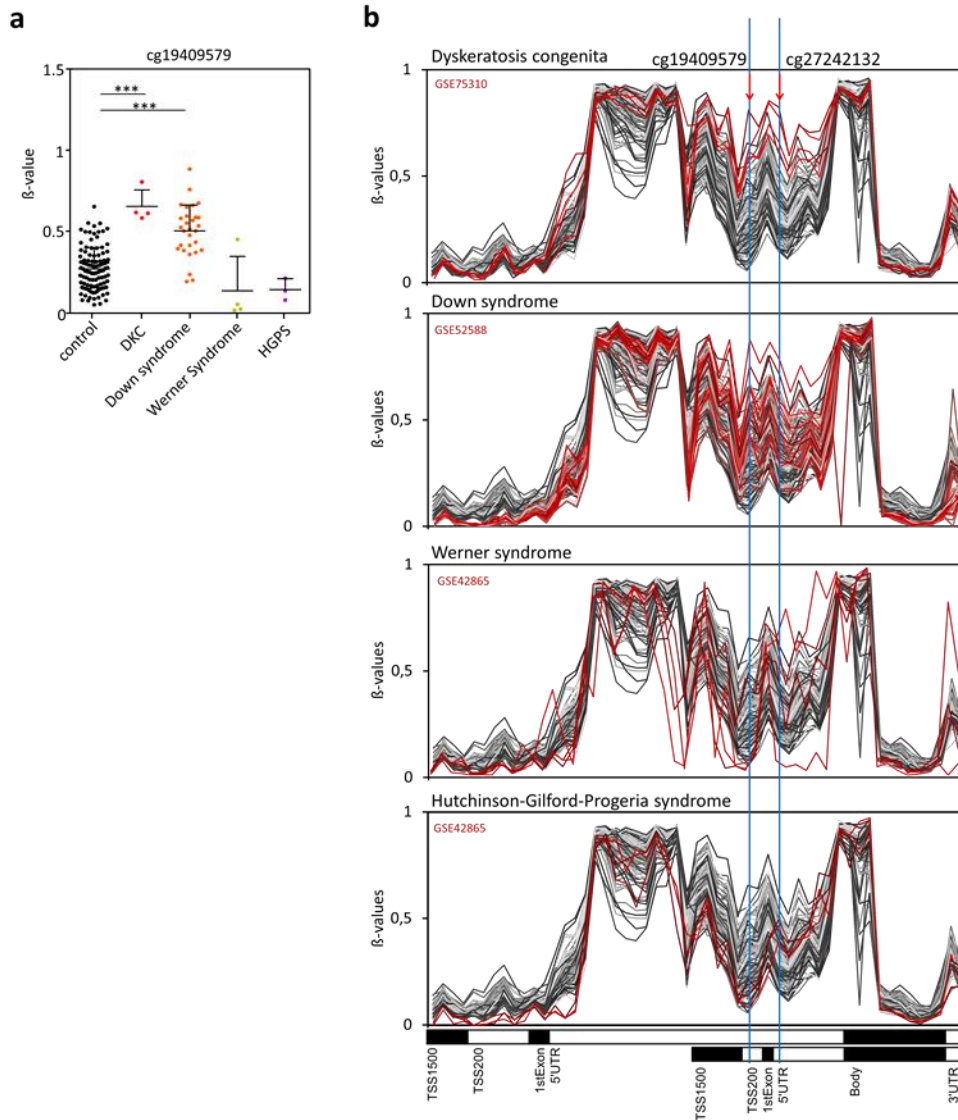 a
cg19409579
1.5
1
0.5
0
ß-value
***
***
control
DKC
Down syndrome
Werner Syndrome
HGPS
b
Dyskeratosis congenita
cg19409579
cg27242132
GSE75310
1
0,5
0
ß-values
Down syndrome
GSE52588
1
0,5
0
ß-values
Werner syndrome
GSE42865
1
0,5
0
ß-values
Hutchinson-Gilford-Progeria syndrome
GSE42865
1
0,5
0
ß-values
TSS1500
TSS200
1stExon
5'UTR
TSS1500
TSS200
1stExon
5'UTR
Body
3'UTR